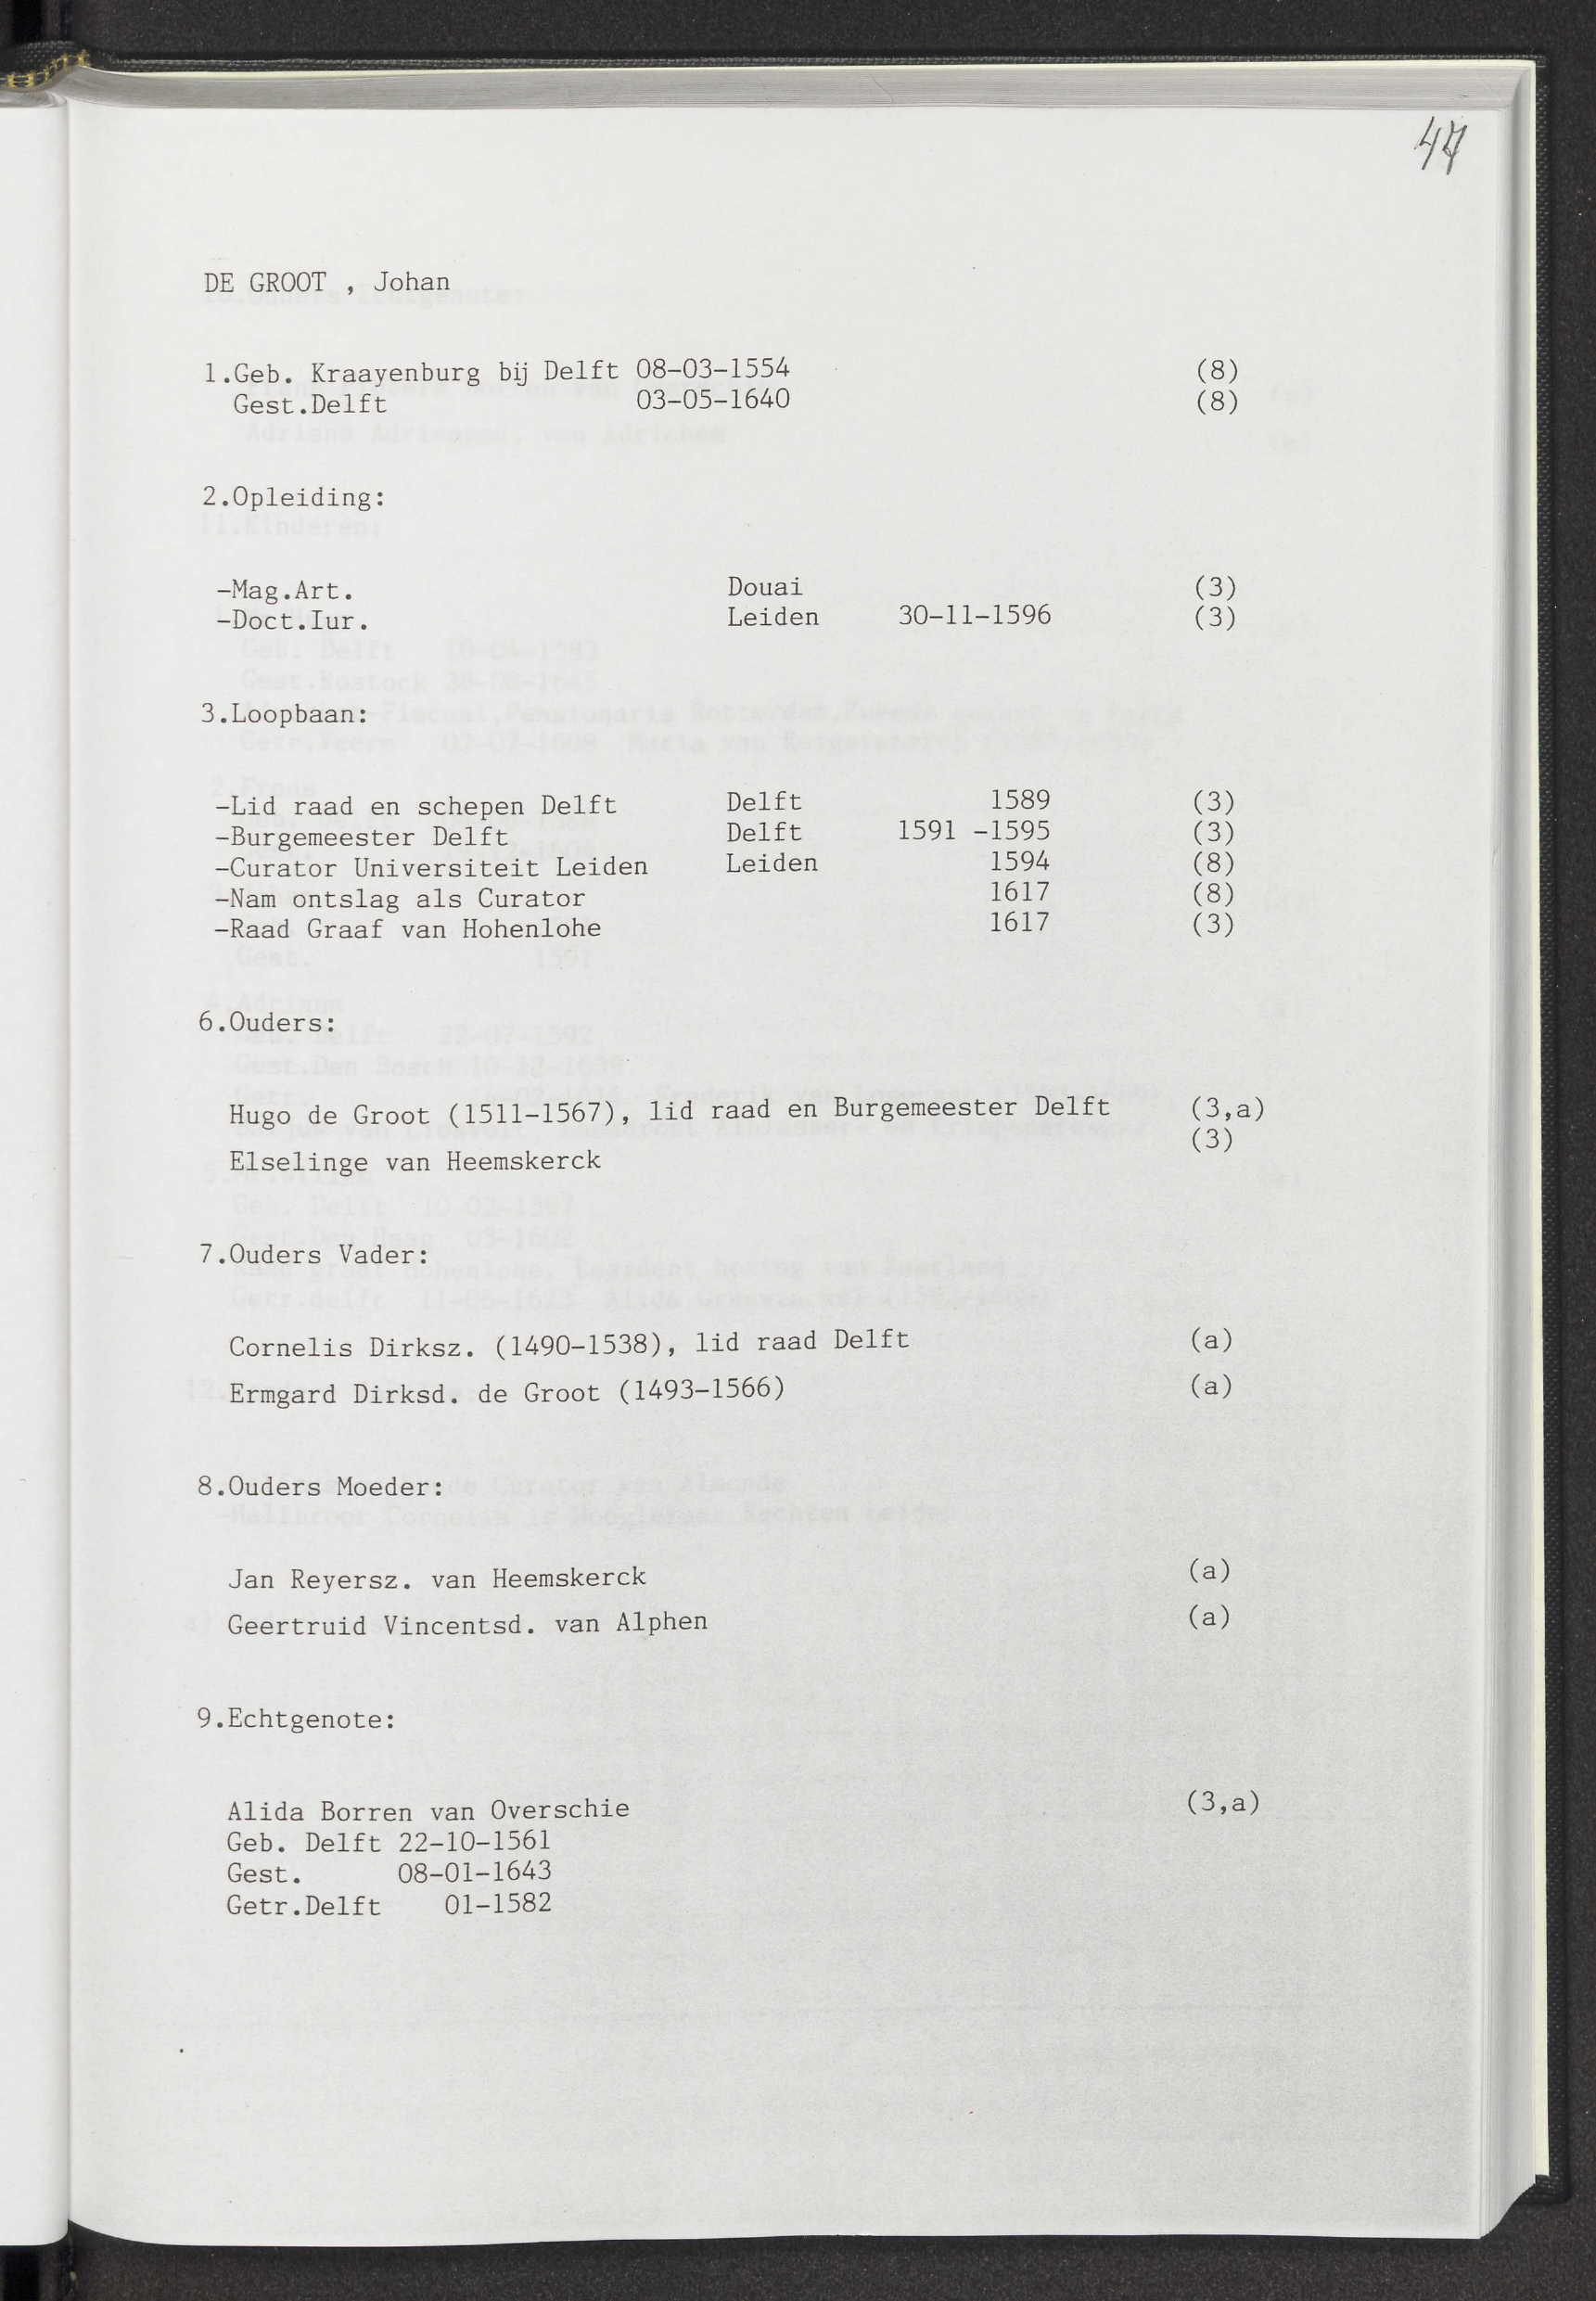 DE GROOT , Johan
1.Geb. Kraayenburg bij Delft 08-03-1554 (8)
Gest.Delft 03-05-1640 (8)
2.Opleiding:
-Mag.Art. Douai (3)
-Doct.Iur. Leiden 30-11-1596 (3)
3.Loopbaan:
-Lid raad en schepen Delft Delft 1589 (3)
-Burgemeester Delft Delft 1591 -1595 (3)
-Curator Universiteit Leiden Leiden 1594 (8)
-Nam ontslag als Curator 1617 (8)
-Raad Graaf van Hohenlohe 1617 (3)
6.Ouders:
Hugo de Groot (1511-1567), lid raad en Burgemeester Delft (3,a)
(3)
Elselinge van Heemskerck
7.Ouders Vader:
Cornelis Dirksz. (1490-1538), lid raad Delft (a)
Ermgard Dirksd. de Groot (1493-1566) (a)
8.Ouders Moeder:
Jan Reyersz. van Heemskerck (a)
Geertruid Vincentsd. van Alphen (a)
9.Echtgenote:
Alida Borren van Overschie (3,a)
Geb. Delft 22-10-1561
Gest. 08-01-1643
Getr.Delft 01-1582